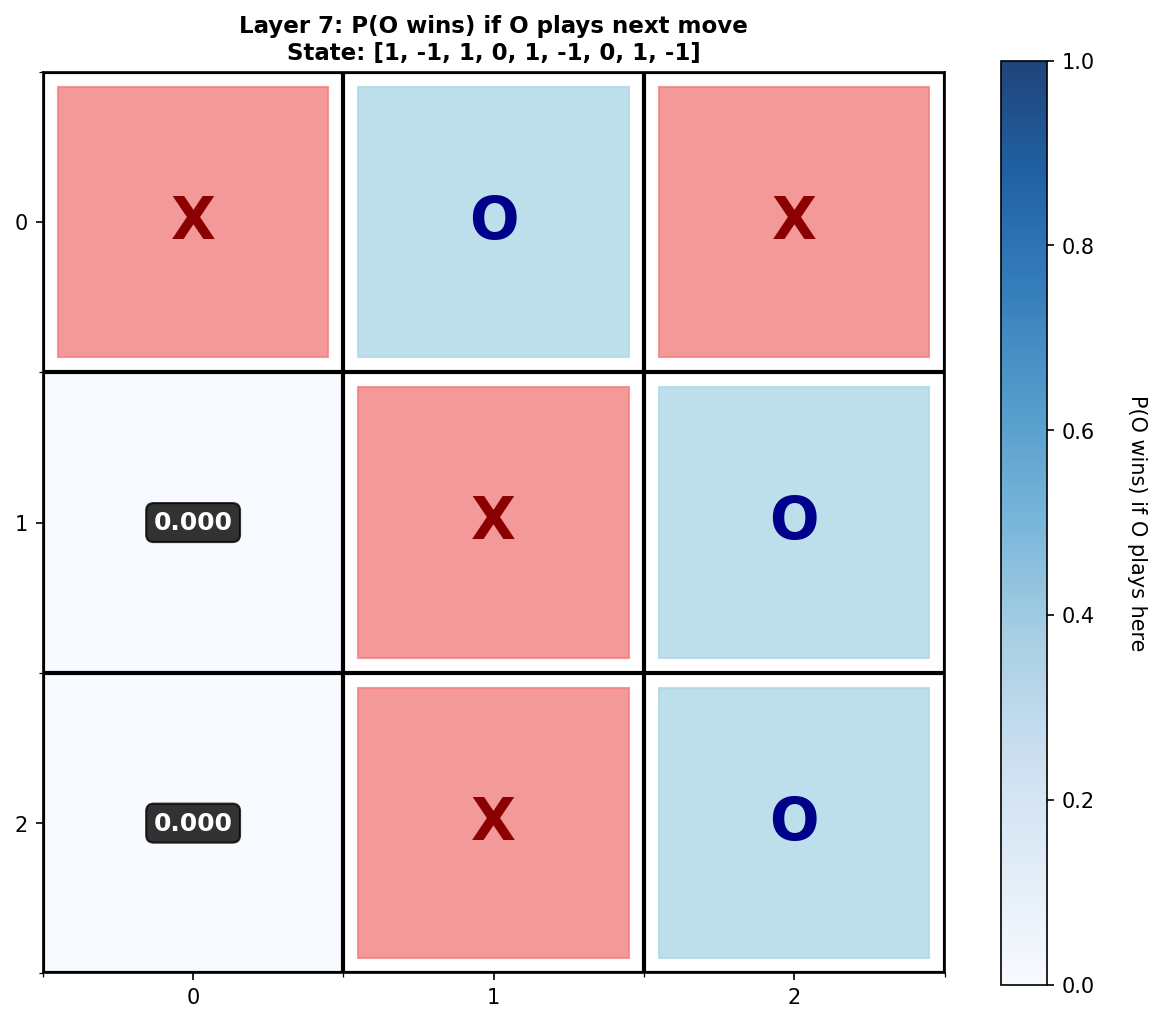 Layer 7: P(O wins) if O plays next move
State: [1, -1, 1, 0, 1, -1, 0, 1, -1]
X O X
0
0.000 X O
1
0.000 X O
2
0 1 2
1.0
0.8
0.6
0.4
0.2
0.0
P(O wins) if O plays here